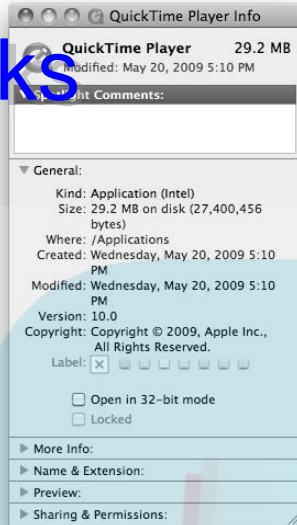 QuickTime Player Info
QuickTime Player 29.2 MB
Modified: May 20, 2009 5:10 PM
ks
Spotlight Comments:
General:
Kind: Application (Intel)
Size: 29.2 MB on disk (27,400,456
bytes)
Where: /Applications
Created: Wednesday, May 20, 2009 5:10
PM
Modified: Wednesday, May 20, 2009 5:10
PM
Version: 10.0
Copyright: Copyright © 2009, Apple Inc.,
All Rights Reserved.
Label:
Open in 32-bit mode
Locked
More Info:
Name & Extension:
Preview:
Sharing & Permissions: